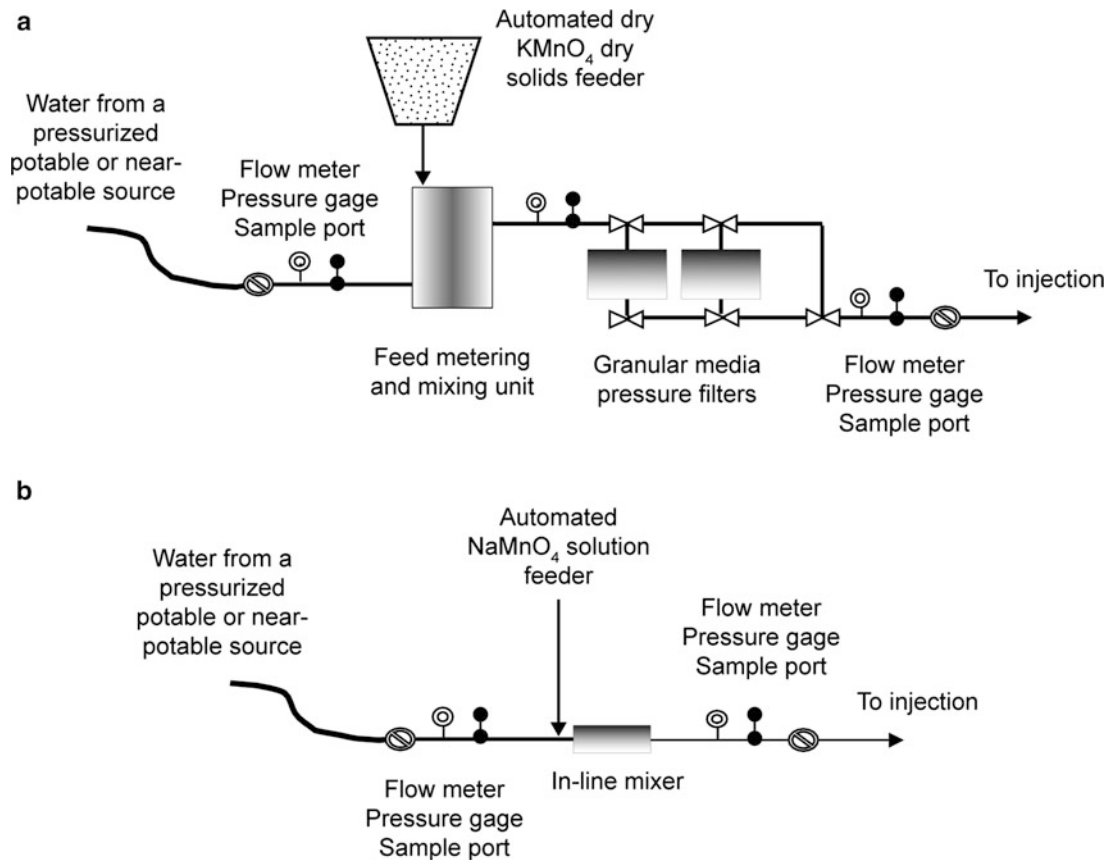 a
Automated dry
KMnO₄ dry
solids feeder
Water from a
pressurized
potable or near-
potable source
Flow meter
Pressure gage
Sample port
To injection
Feed metering
and mixing unit
Granular media
pressure filters
Flow meter
Pressure gage
Sample port
b
Automated
NaMnO₄ solution
feeder
Water from a
pressurized
potable or near-
potable source
Flow meter
Pressure gage
Sample port
To injection
In-line mixer
Flow meter
Pressure gage
Sample port